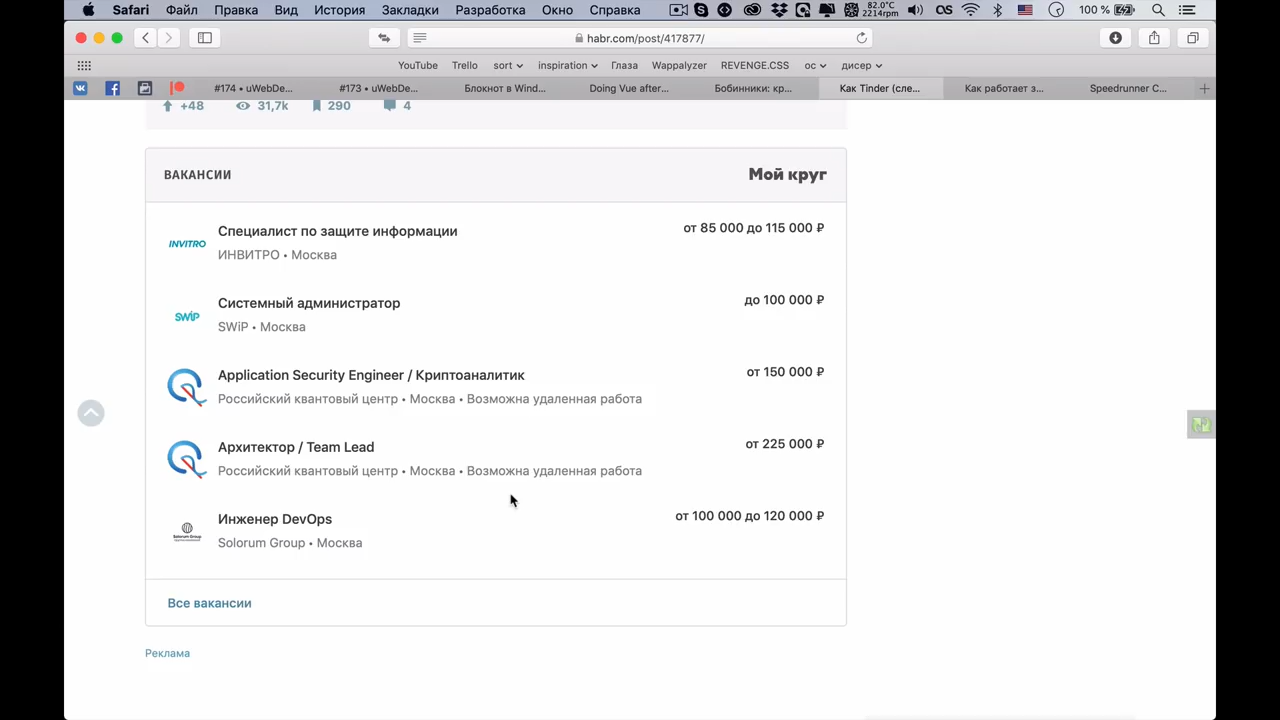 Safari Файл Правка Вид История Закладки Разработка Окно Справка 82.0°C 2214rpm 100 %
habr.com/post/417877/
YouTube Trello sort inspiration Глаза Wappalyzer REVENGE.CSS ос дисер
#174 • uWebDe... #173 • uWebDe... Блокнот в Wind... Doing Vue after... Бобинники: кр... Как Tinder (сле... Как работает з... Speedrunner C...
+48 31,7k 290 4
ВАКАНСИИ Мой круг
Специалист по защите информации от 85 000 до 115 000 ₽
INVITRO
ИНВИТРО • Москва
Системный администратор до 100 000 ₽
SWiP
SWiP • Москва
Application Security Engineer / Криптоаналитик от 150 000 ₽
Российский квантовый центр • Москва • Возможна удаленная работа
Архитектор / Team Lead от 225 000 ₽
Российский квантовый центр • Москва • Возможна удаленная работа
Инженер DevOps от 100 000 до 120 000 ₽
Solorum Group
Solorum Group • Москва
Все вакансии
Реклама